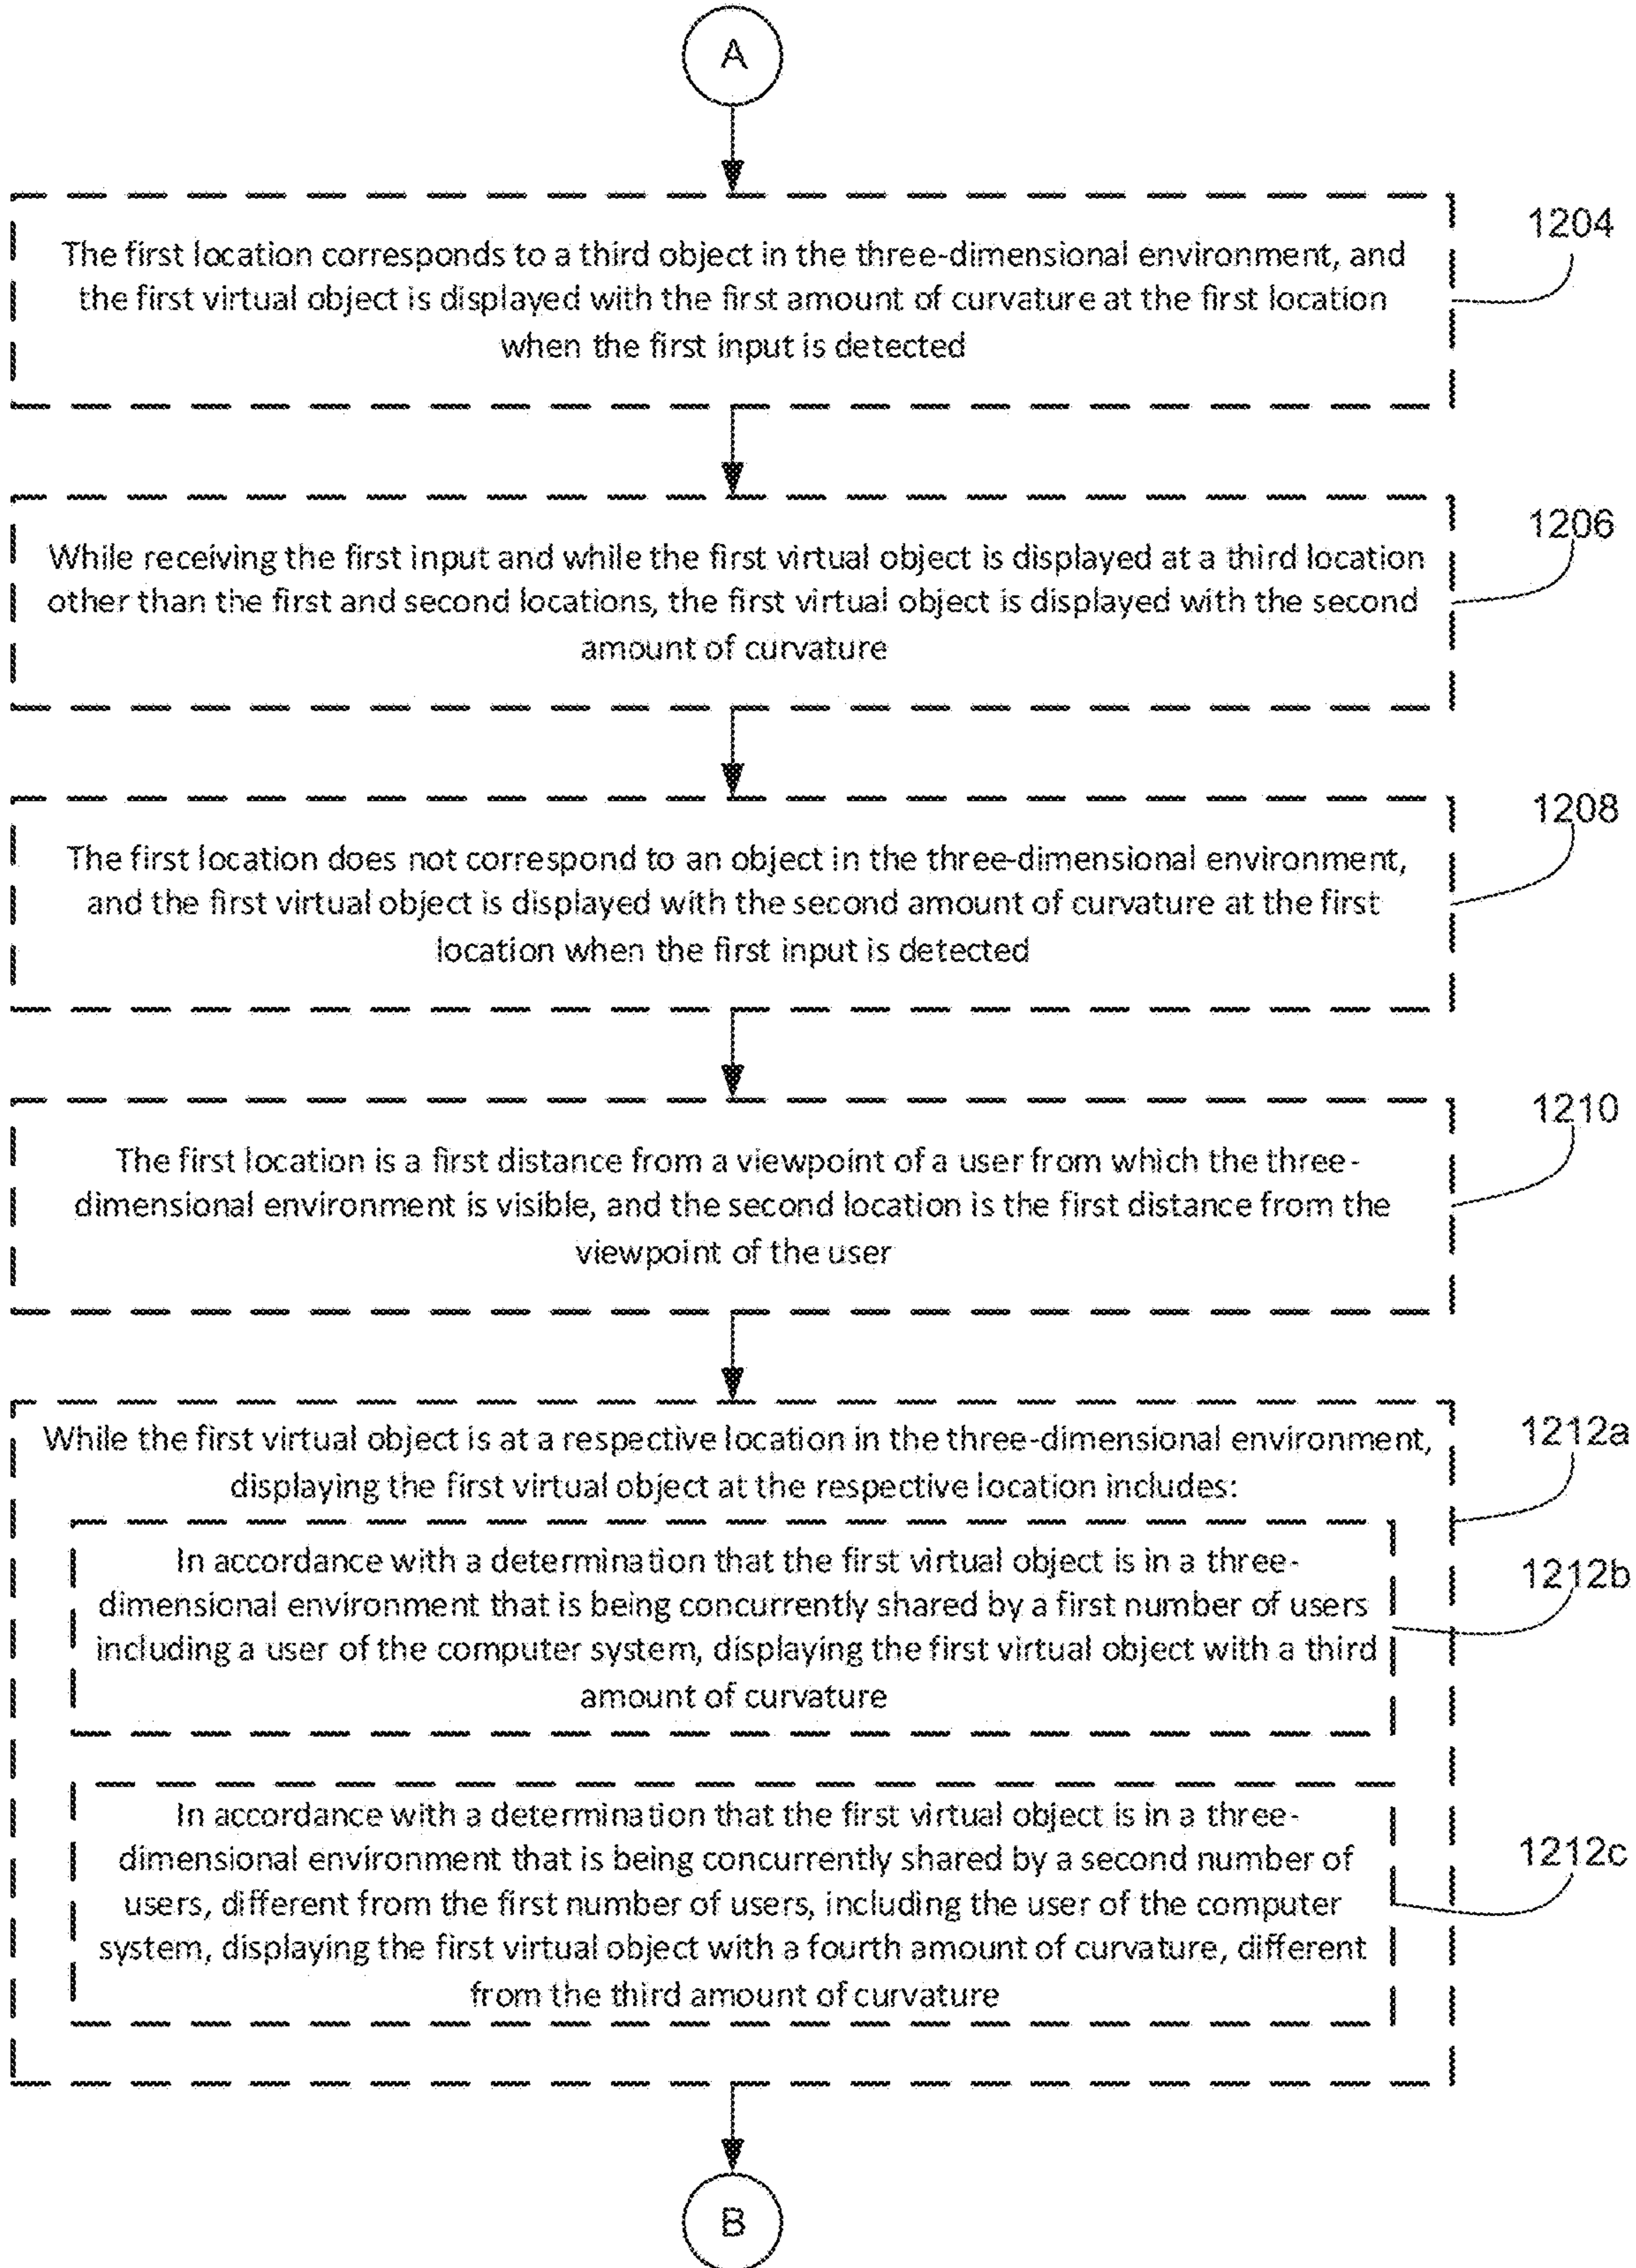 A
The first location corresponds to a third object in the three-dimensional environment, and
the first virtual object is displayed with the first amount of curvature at the first location
when the first input is detected
1204
While receiving the first input and while the first virtual object is displayed at a third location
other than the first and second locations, the first virtual object is displayed with the second
amount of curvature
1206
The first location does not correspond to an object in the three-dimensional environment,
and the first virtual object is displayed with the second amount of curvature at the first
location when the first input is detected
1208
The first location is a first distance from a viewpoint of a user from which the three-
dimensional environment is visible, and the second location is the first distance from the
viewpoint of the user
1210
While the first virtual object is at a respective location in the three-dimensional environment,
displaying the first virtual object at the respective location includes:
1212a
In accordance with a determination that the first virtual object is in a three-
dimensional environment that is being concurrently shared by a first number of users
including a user of the computer system, displaying the first virtual object with a third
amount of curvature
1212b
In accordance with a determination that the first virtual object is in a three-
dimensional environment that is being concurrently shared by a second number of
users, different from the first number of users, including the user of the computer
system, displaying the first virtual object with a fourth amount of curvature, different
from the third amount of curvature
1212c
B